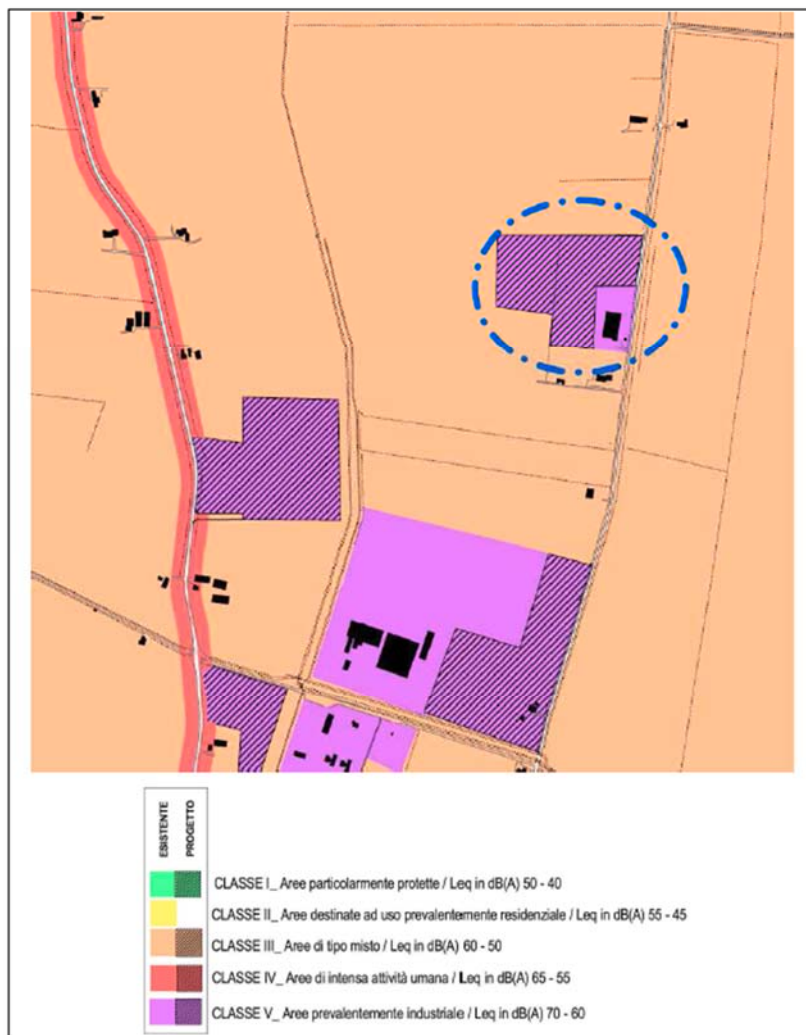 ESISTENTE
PROGETTO
CLASSE I_ Aree particolarmente protette / Leq in dB(A) 50 - 40
CLASSE II_ Aree destinate ad uso prevalentemente residenziale / Leq in dB(A) 55 - 45
CLASSE III_ Aree di tipo misto / Leq in dB(A) 60 - 50
CLASSE IV_ Aree di intensa attività umana / Leq in dB(A) 65 - 55
CLASSE V_ Aree prevalentemente industriale / Leq in dB(A) 70 - 60